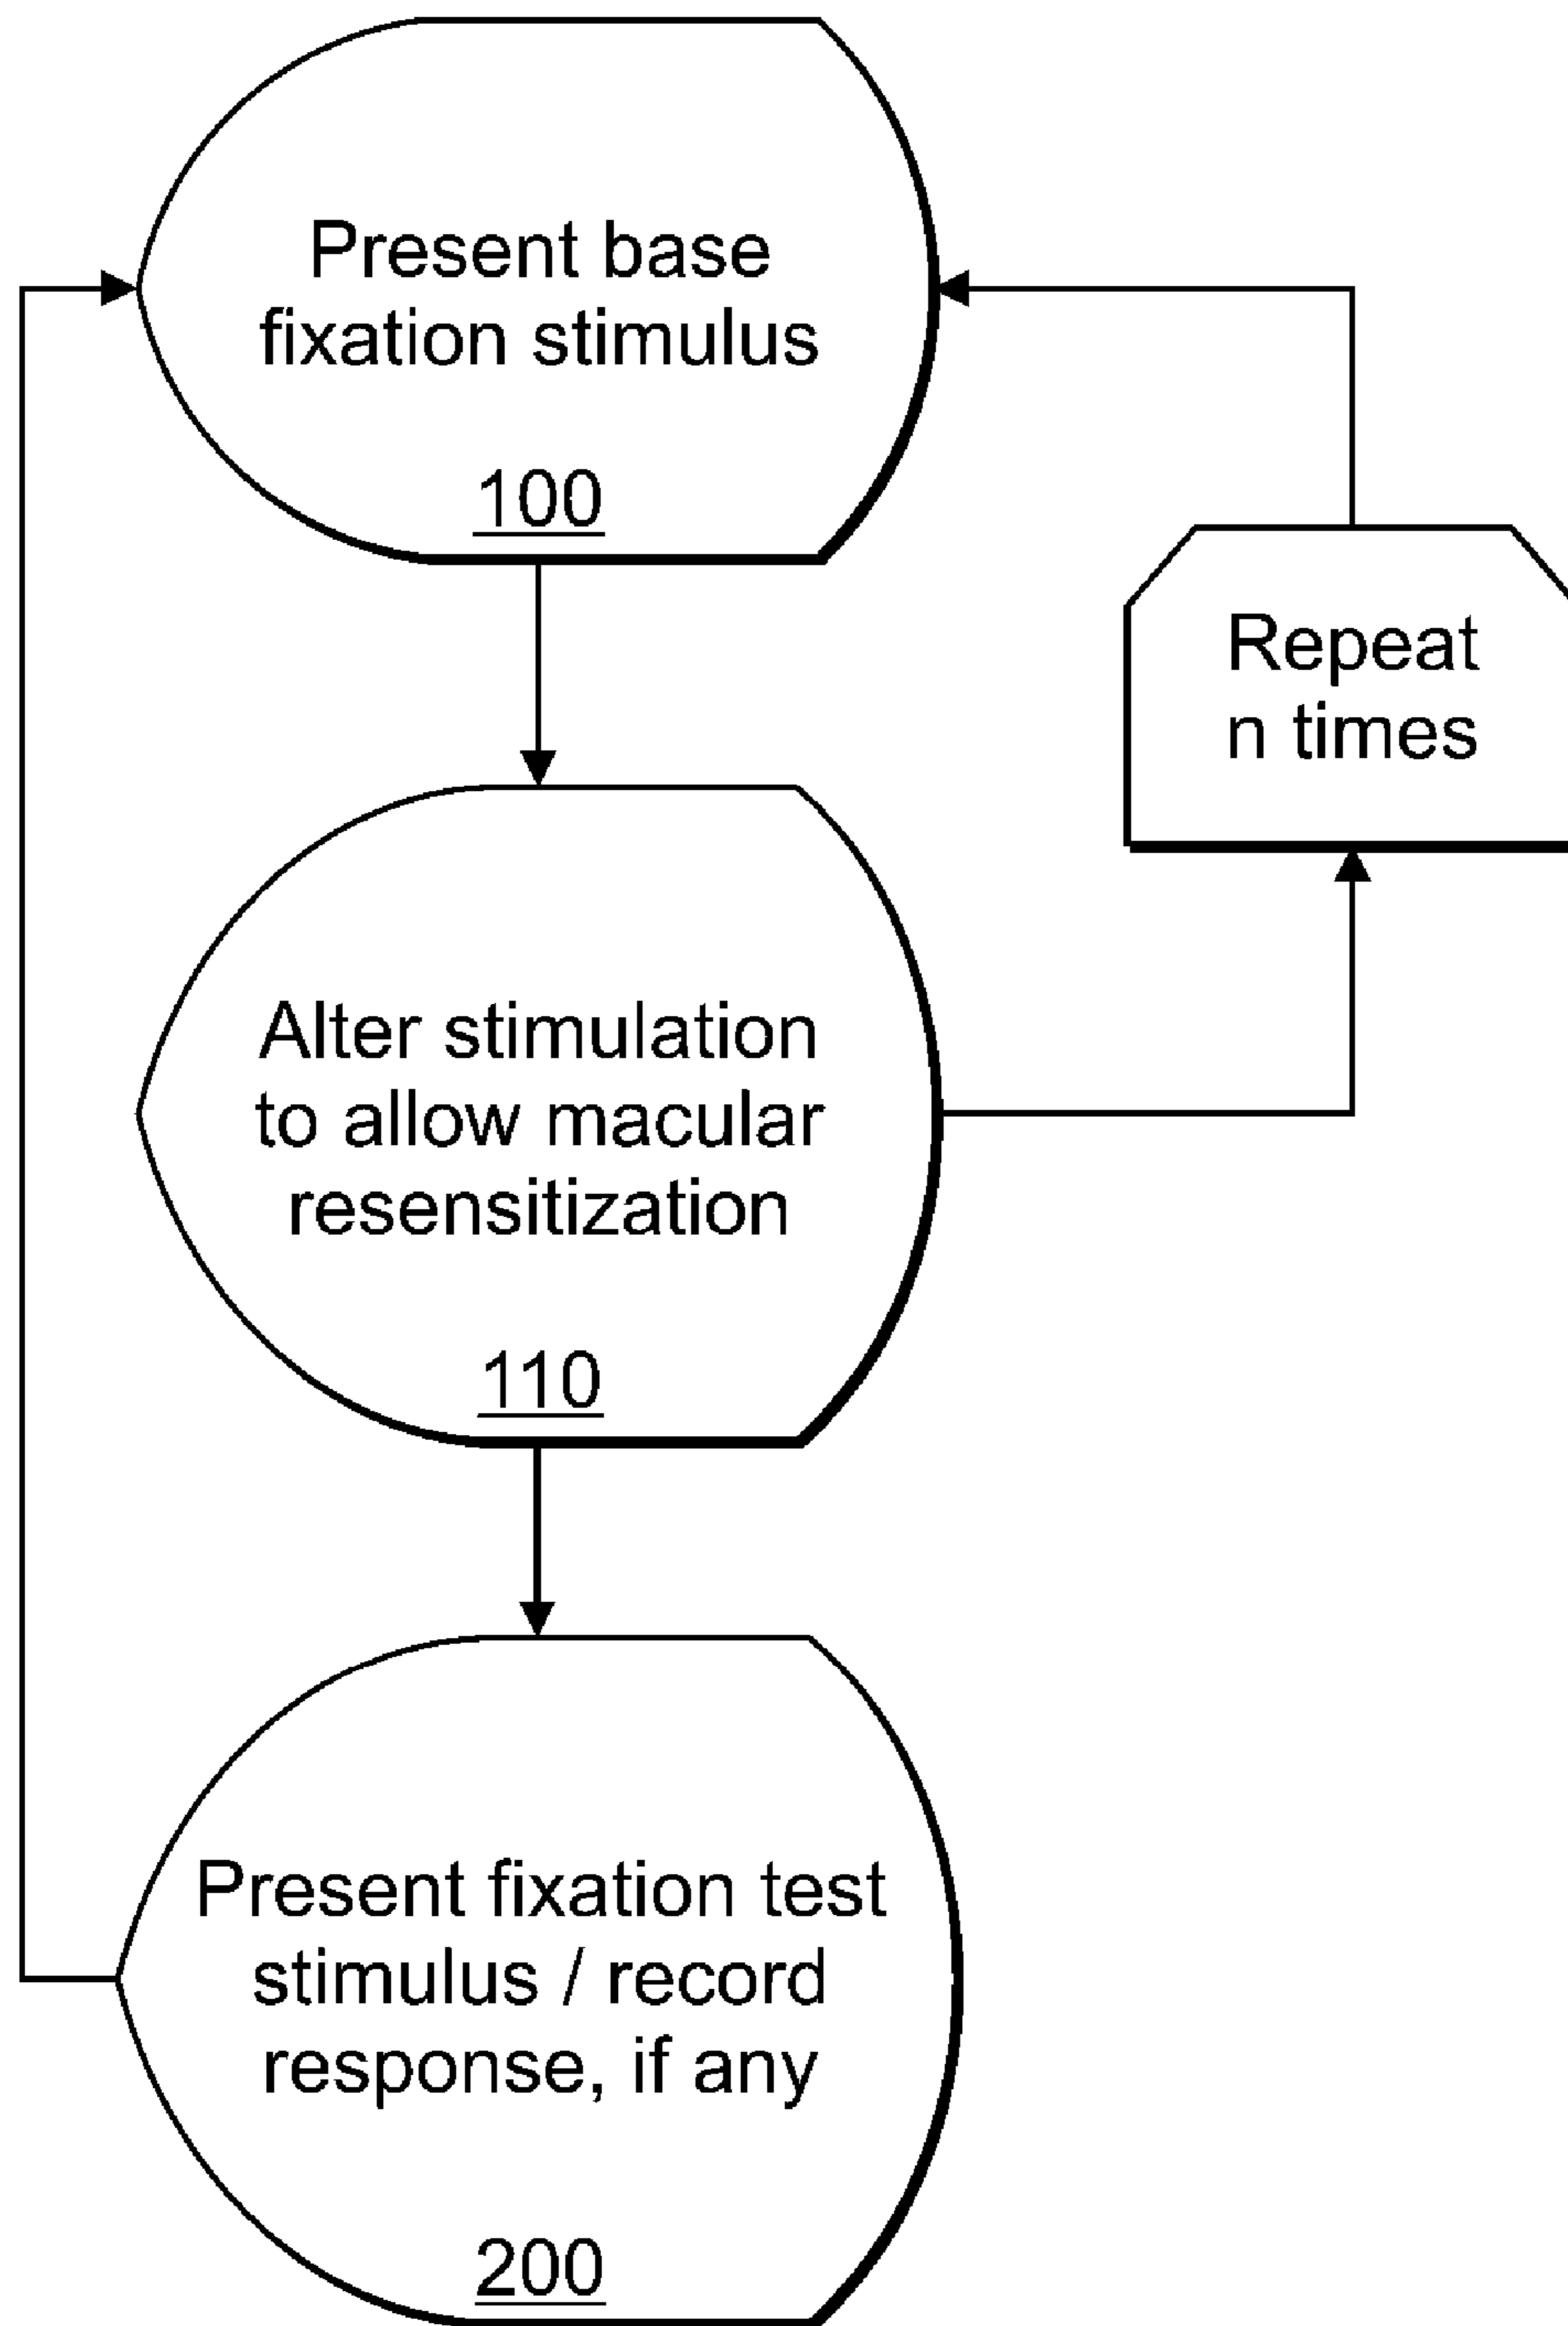 Present base
fixation stimulus
100
Repeat
n times
Alter stimulation
to allow macular
resensitization
110
Present fixation test
stimulus / record
response, if any
200